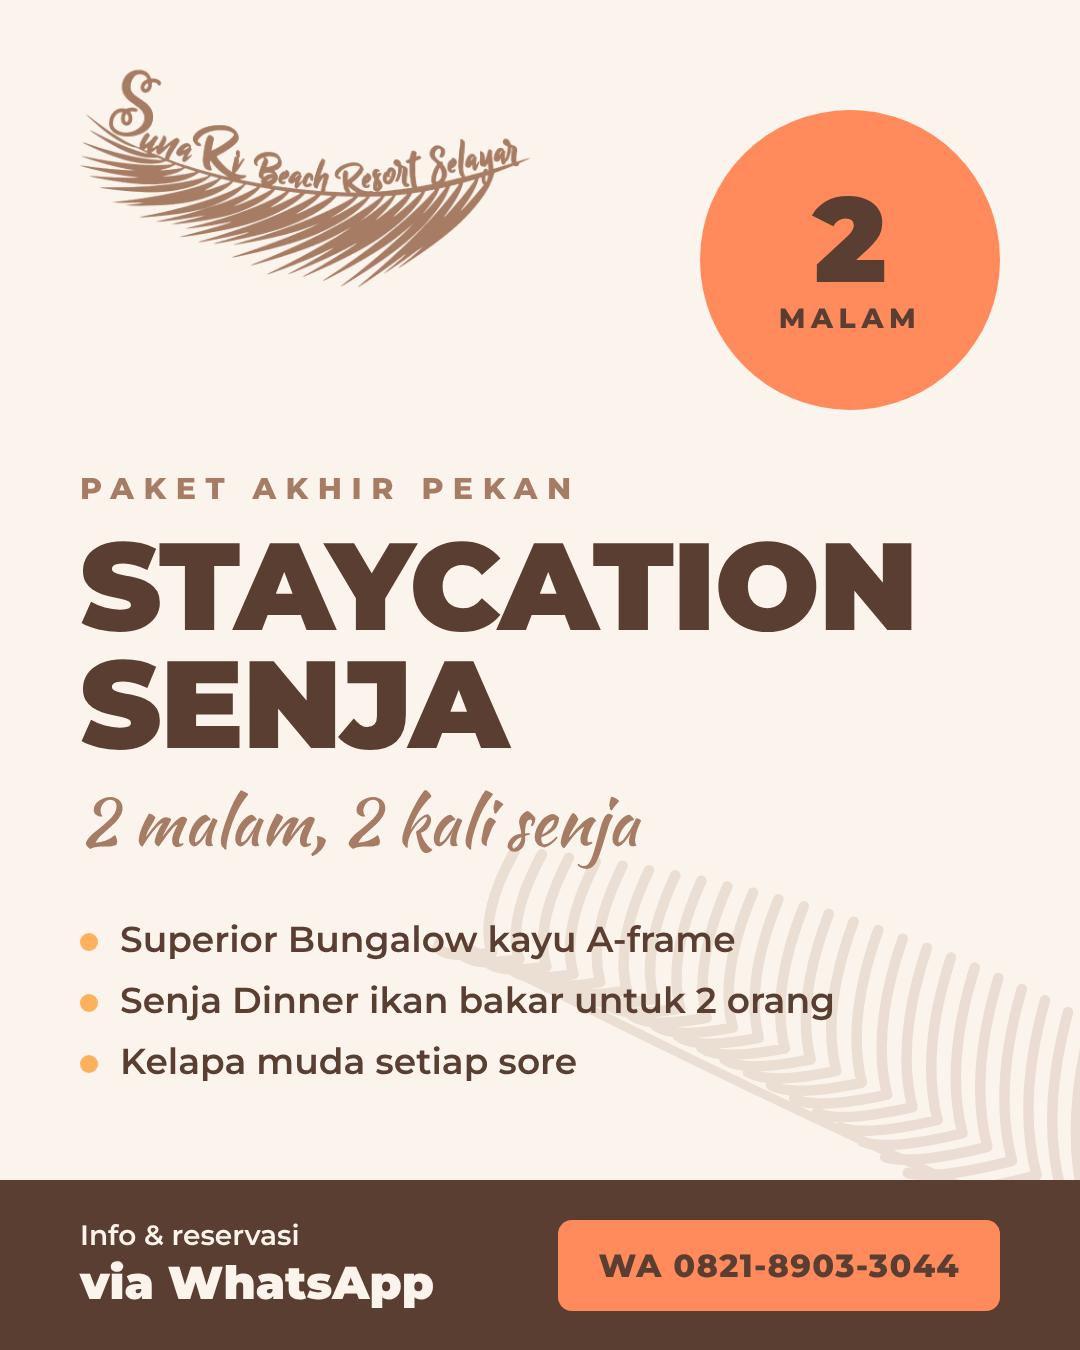 SunaRi Beach Resort Selayar
2
MALAM
PAKET AKHIR PEKAN
STAYCATION
SENJA
2 malam, 2 kali senja
Superior Bungalow kayu A-frame
Senja Dinner ikan bakar untuk 2 orang
Kelapa muda setiap sore
Info & reservasi
via WhatsApp
WA 0821-8903-3044